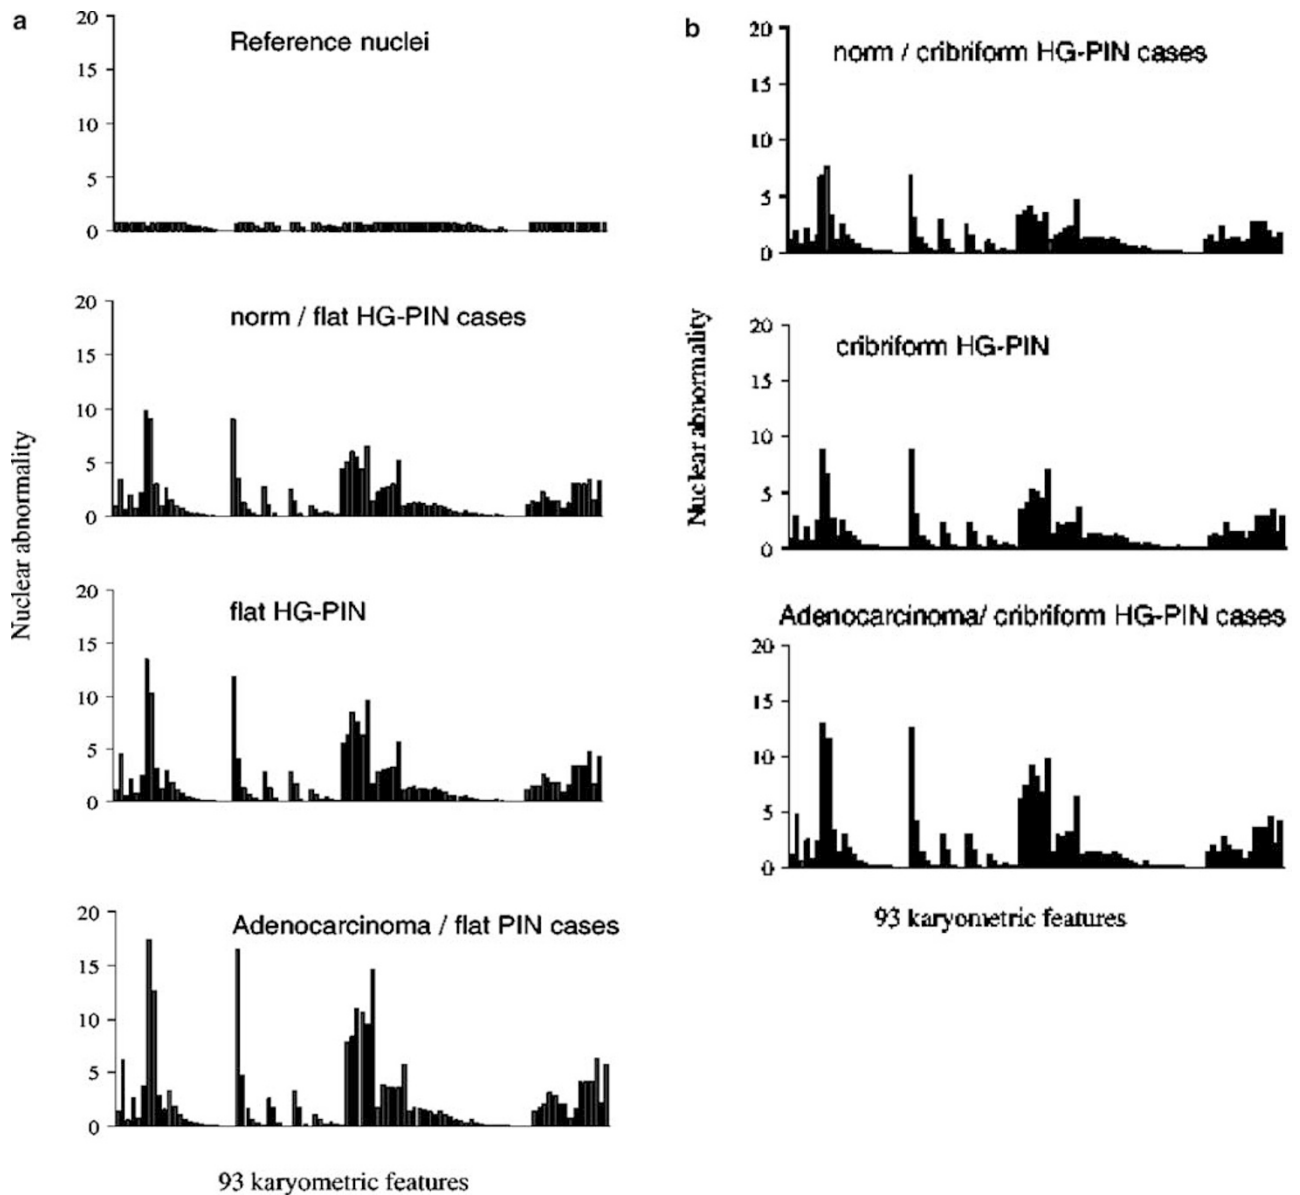 a
Reference nuclei
20
15
10
5
0
norm / flat HG-PIN cases
20
15
10
5
0
Nuclear abnormality
flat HG-PIN
20
15
10
5
0
Adenocarcinoma / flat PIN cases
20
15
10
5
0
93 karyometric features
b
norm / cribriform HG-PIN cases
20
15
10
5
0
Nuclear abnormality
cribriform HG-PIN
20
15
10
5
0
Adenocarcinoma/ cribriform HG-PIN cases
20
15
10
5
0
93 karyometric features